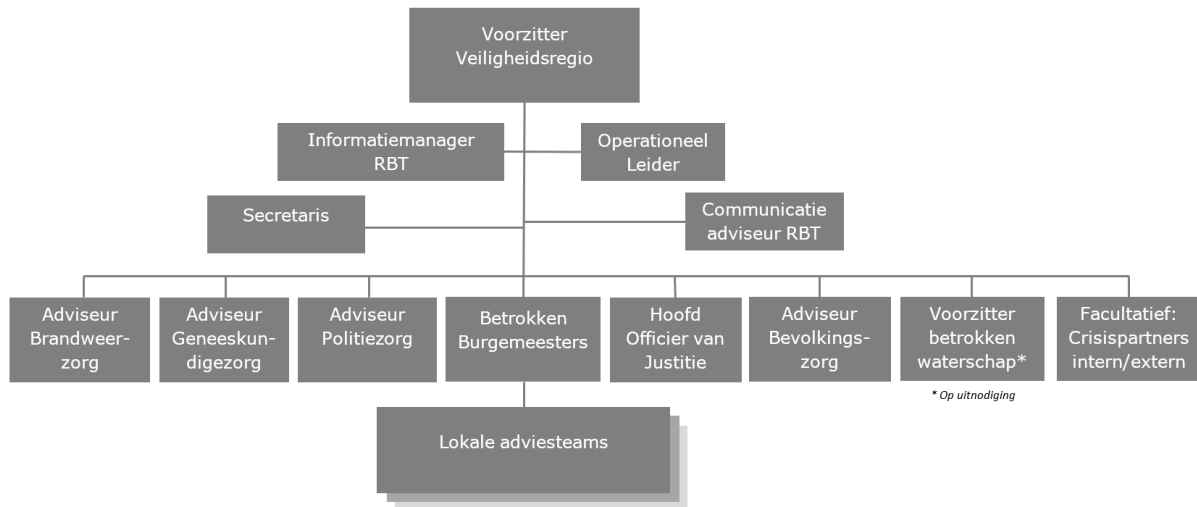 Voorzitter
Veiligheidsregio
Informatiemanager
RBT
Operationeel
Leider
Secretaris
Communicatie
adviseur RBT
Adviseur
Brandweer-
zorg
Adviseur
Geneeskun-
digezorg
Adviseur
Politiezorg
Betrokken
Burgemeesters
Hoofd
Officier van
Justitie
Adviseur
Bevolkings-
zorg
Voorzitter
betrokken
waterschap*
Facultatief:
Crisispartners
intern/extern
* Op uitnodiging
Lokale adviesteams